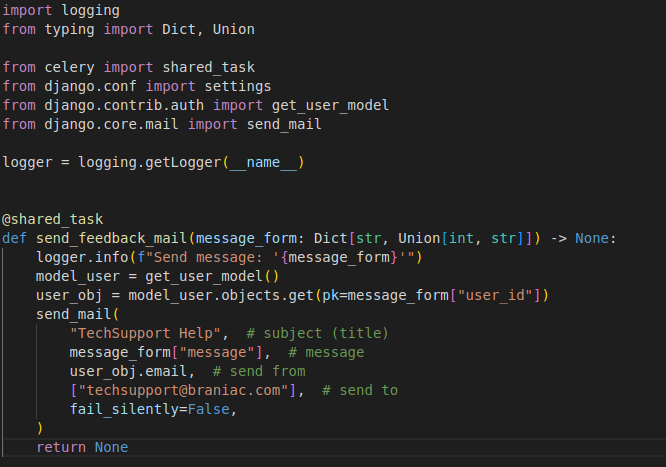 import logging
from typing import Dict, Union
from celery import shared_task
from django.conf import settings
from django.contrib.auth import get_user_model
from django.core.mail import send_mail
logger = logging.getLogger(__name__)
@shared_task
def send_feedback_mail(message_form: Dict[str, Union[int, str]]) -> None:
    logger.info(f"Send message: '{message_form}'")
    model_user = get_user_model()
    user_obj = model_user.objects.get(pk=message_form["user_id"])
    send_mail(
        "TechSupport Help",  # subject (title)
        message_form["message"],  # message
        user_obj.email,  # send from
        ["techsupport@braniac.com"],  # send to
        fail_silently=False,
    )
    return None